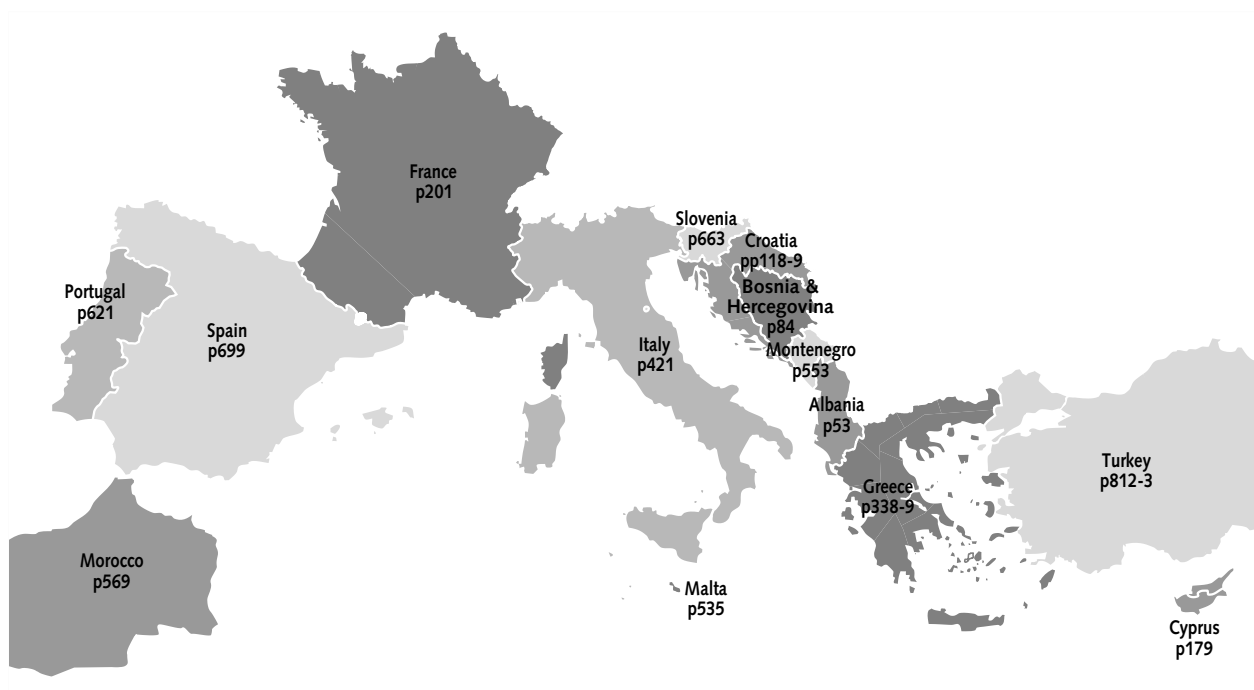 France
p201
Slovenia
p663
Croatia
pp118-9
Bosnia &
Hercegovina
p84
Portugal
p621
Spain
p699
Italy
p421
Montenegro
p553
Albania
p53
Turkey
p812-3
Greece
p338-9
Morocco
p569
Malta
p535
Cyprus
p179